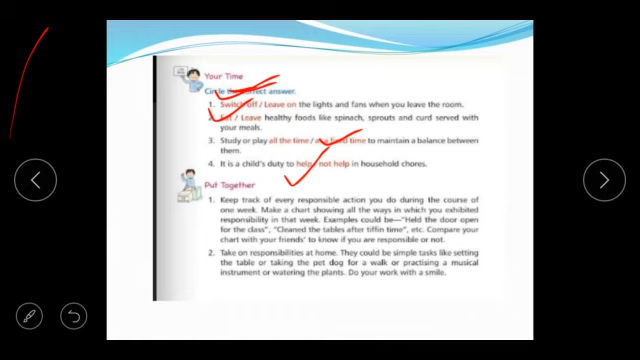 Your Time
Circle the correct answer.
1. Switch off / Leave on the lights and fans when you leave the room.
2. Eat / Leave healthy foods like spinach, sprouts and curd served with
your meals.
3. Study or play all the time / at a fixed time to maintain a balance between
them.
4. It is a child's duty to help / not help in household chores.
Put Together
1. Keep track of every responsible action you do during the course of
one week. Make a chart showing all the ways in which you exhibited
responsibility in that week. Examples could be—"Held the door open
for the class", "Cleaned the tables after tiffin time", etc. Compare your
chart with your friends' to know if you are responsible or not.
2. Take on responsibilities at home. They could be simple tasks like setting
the table or taking the pet dog for a walk or practising a musical
instrument or watering the plants. Do your work with a smile.